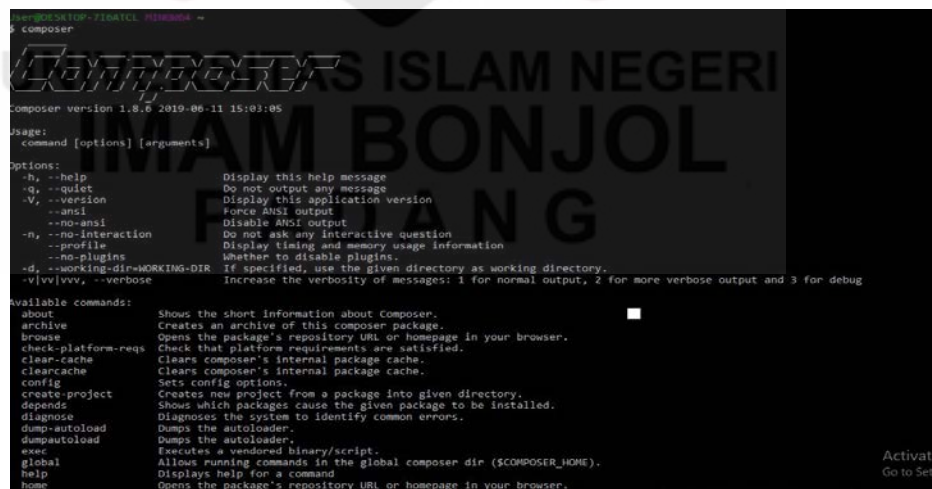 User@DESKTOP-7I6ATCL MINGW64 ~
$ composer
Composer
UNIVERSITAS ISLAM NEGERI
IMAM BONJOL
PADANG
Composer version 1.8.6 2019-06-11 15:03:05
Usage:
command [options] [arguments]
Options:
-h, --help Display this help message
-q, --quiet Do not output any message
-V, --version Display this application version
--ansi Force ANSI output
--no-ansi Disable ANSI output
-n, --no-interaction Do not ask any interactive question
--profile Display timing and memory usage information
--no-plugins Whether to disable plugins.
-d, --working-dir=WORKING-DIR If specified, use the given directory as working directory.
-v|vv|vvv, --verbose Increase the verbosity of messages: 1 for normal output, 2 for more verbose output and 3 for debug
Available commands:
about Shows the short information about Composer.
archive Creates an archive of this composer package.
browse Opens the package's repository URL or homepage in your browser.
check-platform-reqs Check that platform requirements are satisfied.
clear-cache Clears composer's internal package cache.
clearcache Clears composer's internal package cache.
config Sets config options.
create-project Creates new project from a package into given directory.
depends Shows which packages cause the given package to be installed.
diagnose Diagnoses the system to identify common errors.
dump-autoload Dumps the autoloader.
dumpautoload Dumps the autoloader.
exec Executes a vendored binary/script.
global Allows running commands in the global composer dir ($COMPOSER_HOME).
help Displays help for a command
home Opens the package's repository URL or homepage in your browser.
Activat
Go to Set